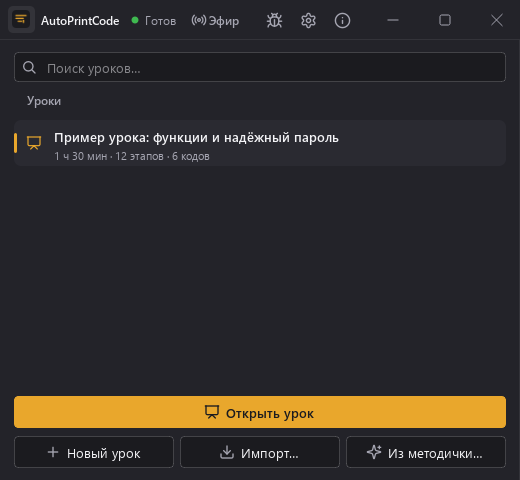 AutoPrintCode Готов Эфир
Поиск уроков...
Уроки
Пример урока: функции и надёжный пароль
1 ч 30 мин · 12 этапов · 6 кодов
Открыть урок
Новый урок Импорт... Из методички...